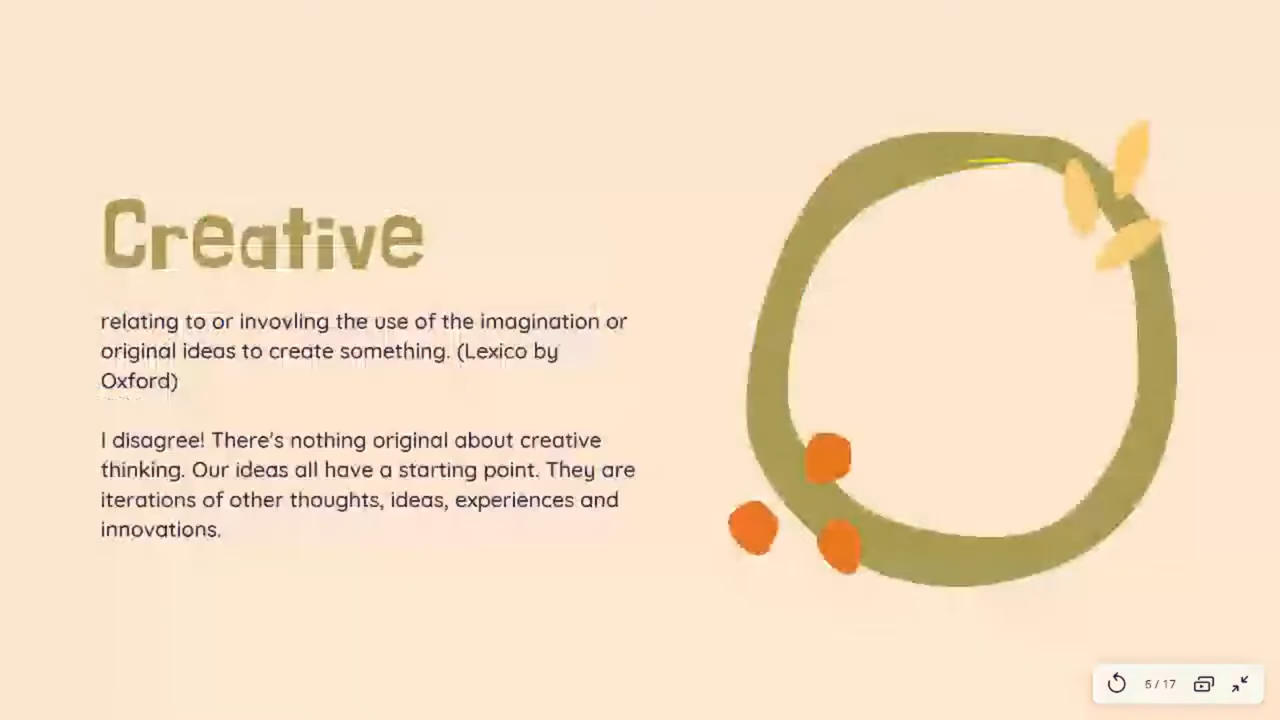 Creative
relating to or invovling the use of the imagination or
original ideas to create something. (Lexico by
Oxford)
I disagree! There's nothing original about creative
thinking. Our ideas all have a starting point. They are
iterations of other thoughts, ideas, experiences and
innovations.
5 / 17